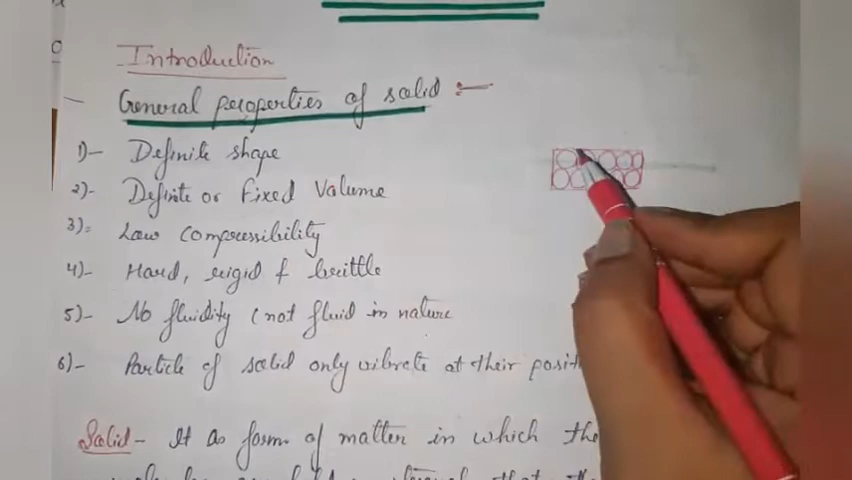 Introduction
General properties of solid :—
1)- Definite shape
2)- Definite or fixed Volume
3):- Low compressibility
4)- Hard, rigid & brittle
5)- No fluidity (not fluid in nature
6)- Particle of solid only vibrate at their positi
Solid - It is form of matter in which the